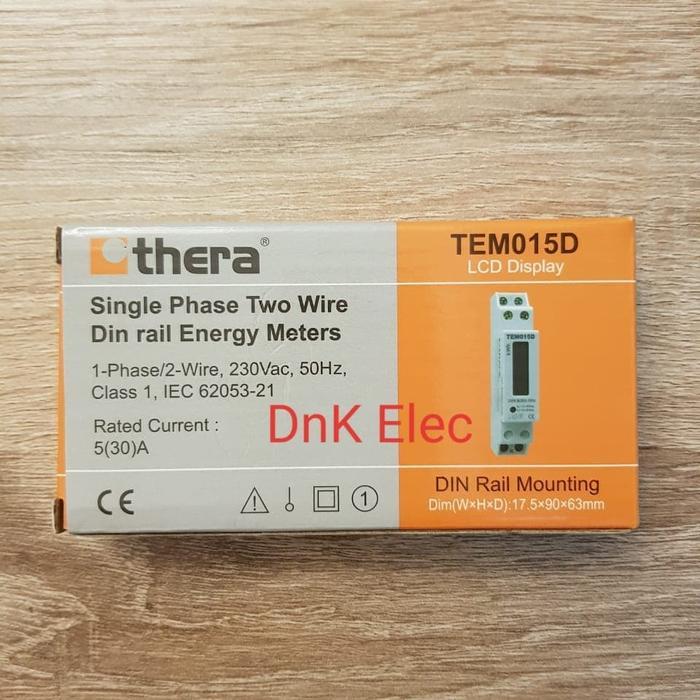 thera®
Single Phase Two Wire
Din rail Energy Meters
1-Phase/2-Wire, 230Vac, 50Hz,
Class 1, IEC 62053-21
Rated Current :
5(30)A
CE
1
DnK Elec
TEM015D
LCD Display
TEM015D
DIN Rail Mounting
Dim(W×H×D):17.5×90×63mm